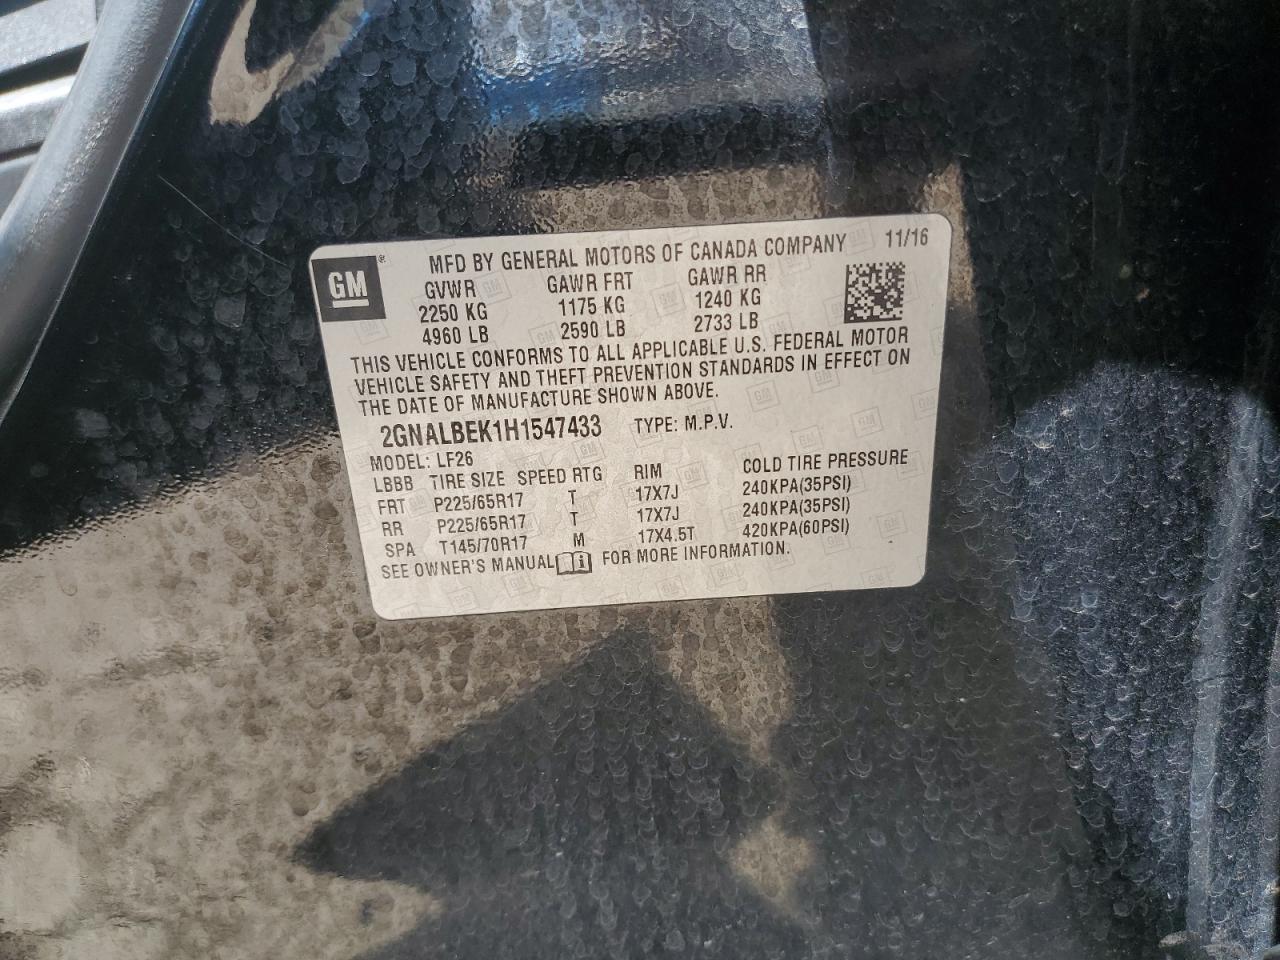 GM®
MFD BY GENERAL MOTORS OF CANADA COMPANY 11/16
GVWR GAWR FRT GAWR RR
2250 KG 1175 KG 1240 KG
4960 LB 2590 LB 2733 LB
THIS VEHICLE CONFORMS TO ALL APPLICABLE U.S. FEDERAL MOTOR
VEHICLE SAFETY AND THEFT PREVENTION STANDARDS IN EFFECT ON
THE DATE OF MANUFACTURE SHOWN ABOVE.
2GNALBEK1H1547433 TYPE: M.P.V.
MODEL: LF26
LBBB TIRE SIZE SPEED RTG RIM COLD TIRE PRESSURE
FRT P225/65R17 T 17X7J 240KPA(35PSI)
RR P225/65R17 T 17X7J 240KPA(35PSI)
SPA T145/70R17 M 17X4.5T 420KPA(60PSI)
SEE OWNER'S MANUAL FOR MORE INFORMATION.